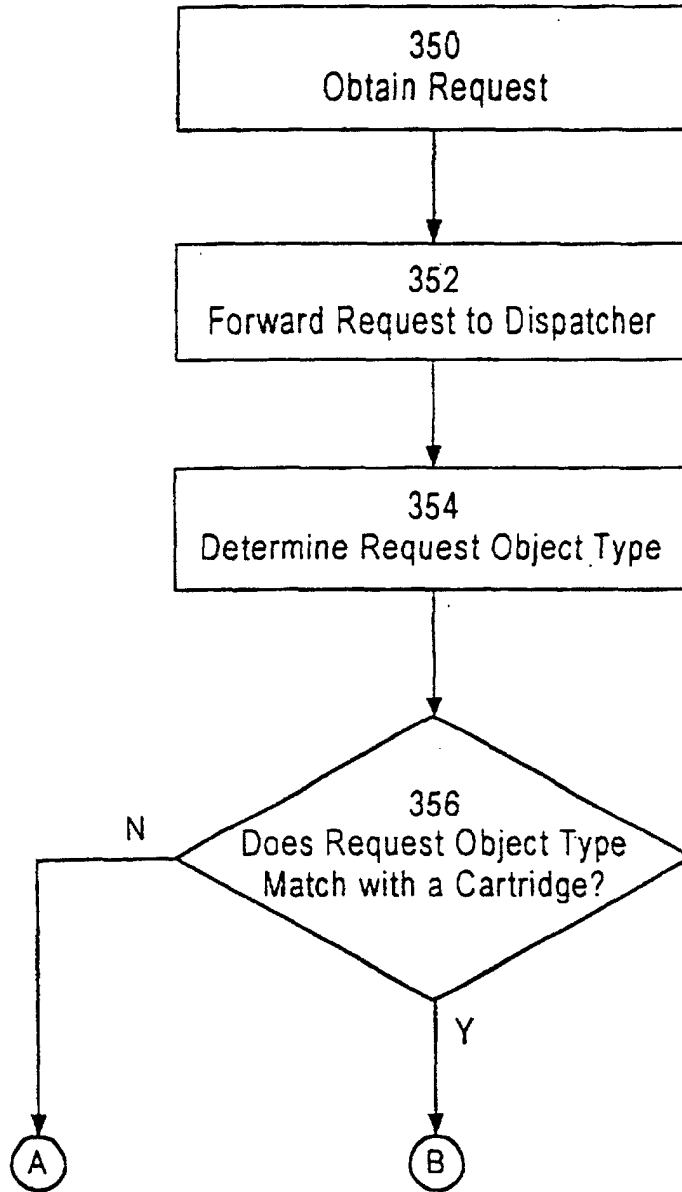 350
Obtain Request
352
Forward Request to Dispatcher
354
Determine Request Object Type
356
Does Request Object Type
Match with a Cartridge?
N
Y
A
B